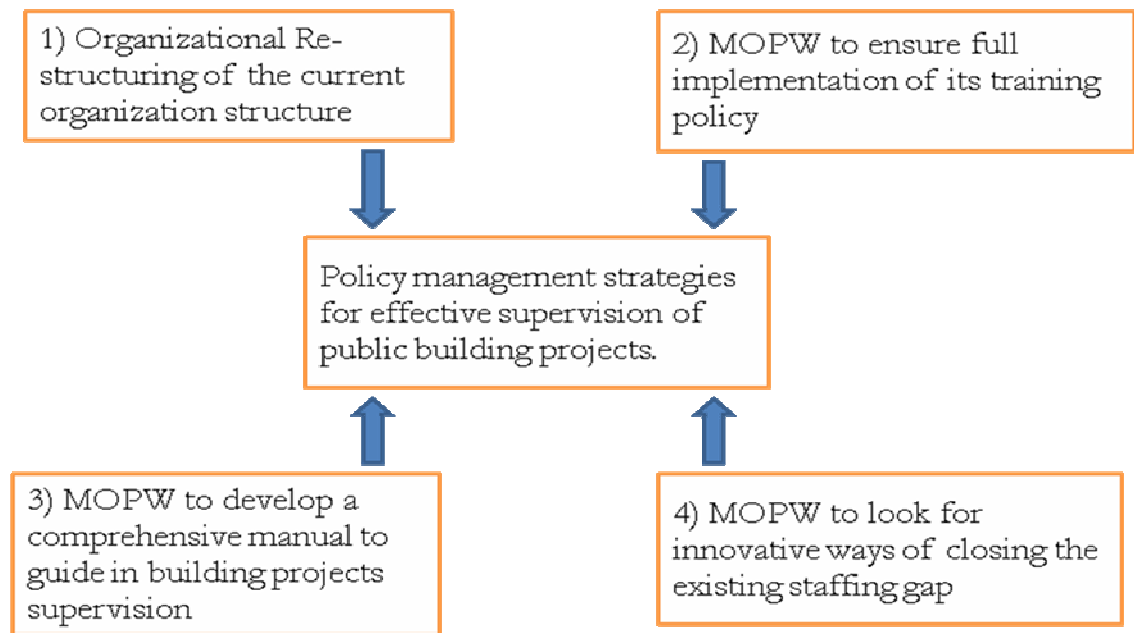 1) Organizational Re-
structuring of the current
organization structure
2) MOPW to ensure full
implementation of its training
policy
Policy management strategies
for effective supervision of
public building projects.
3) MOPW to develop a
comprehensive manual to
guide in building projects
supervision
4) MOPW to look for
innovative ways of closing the
existing staffing gap